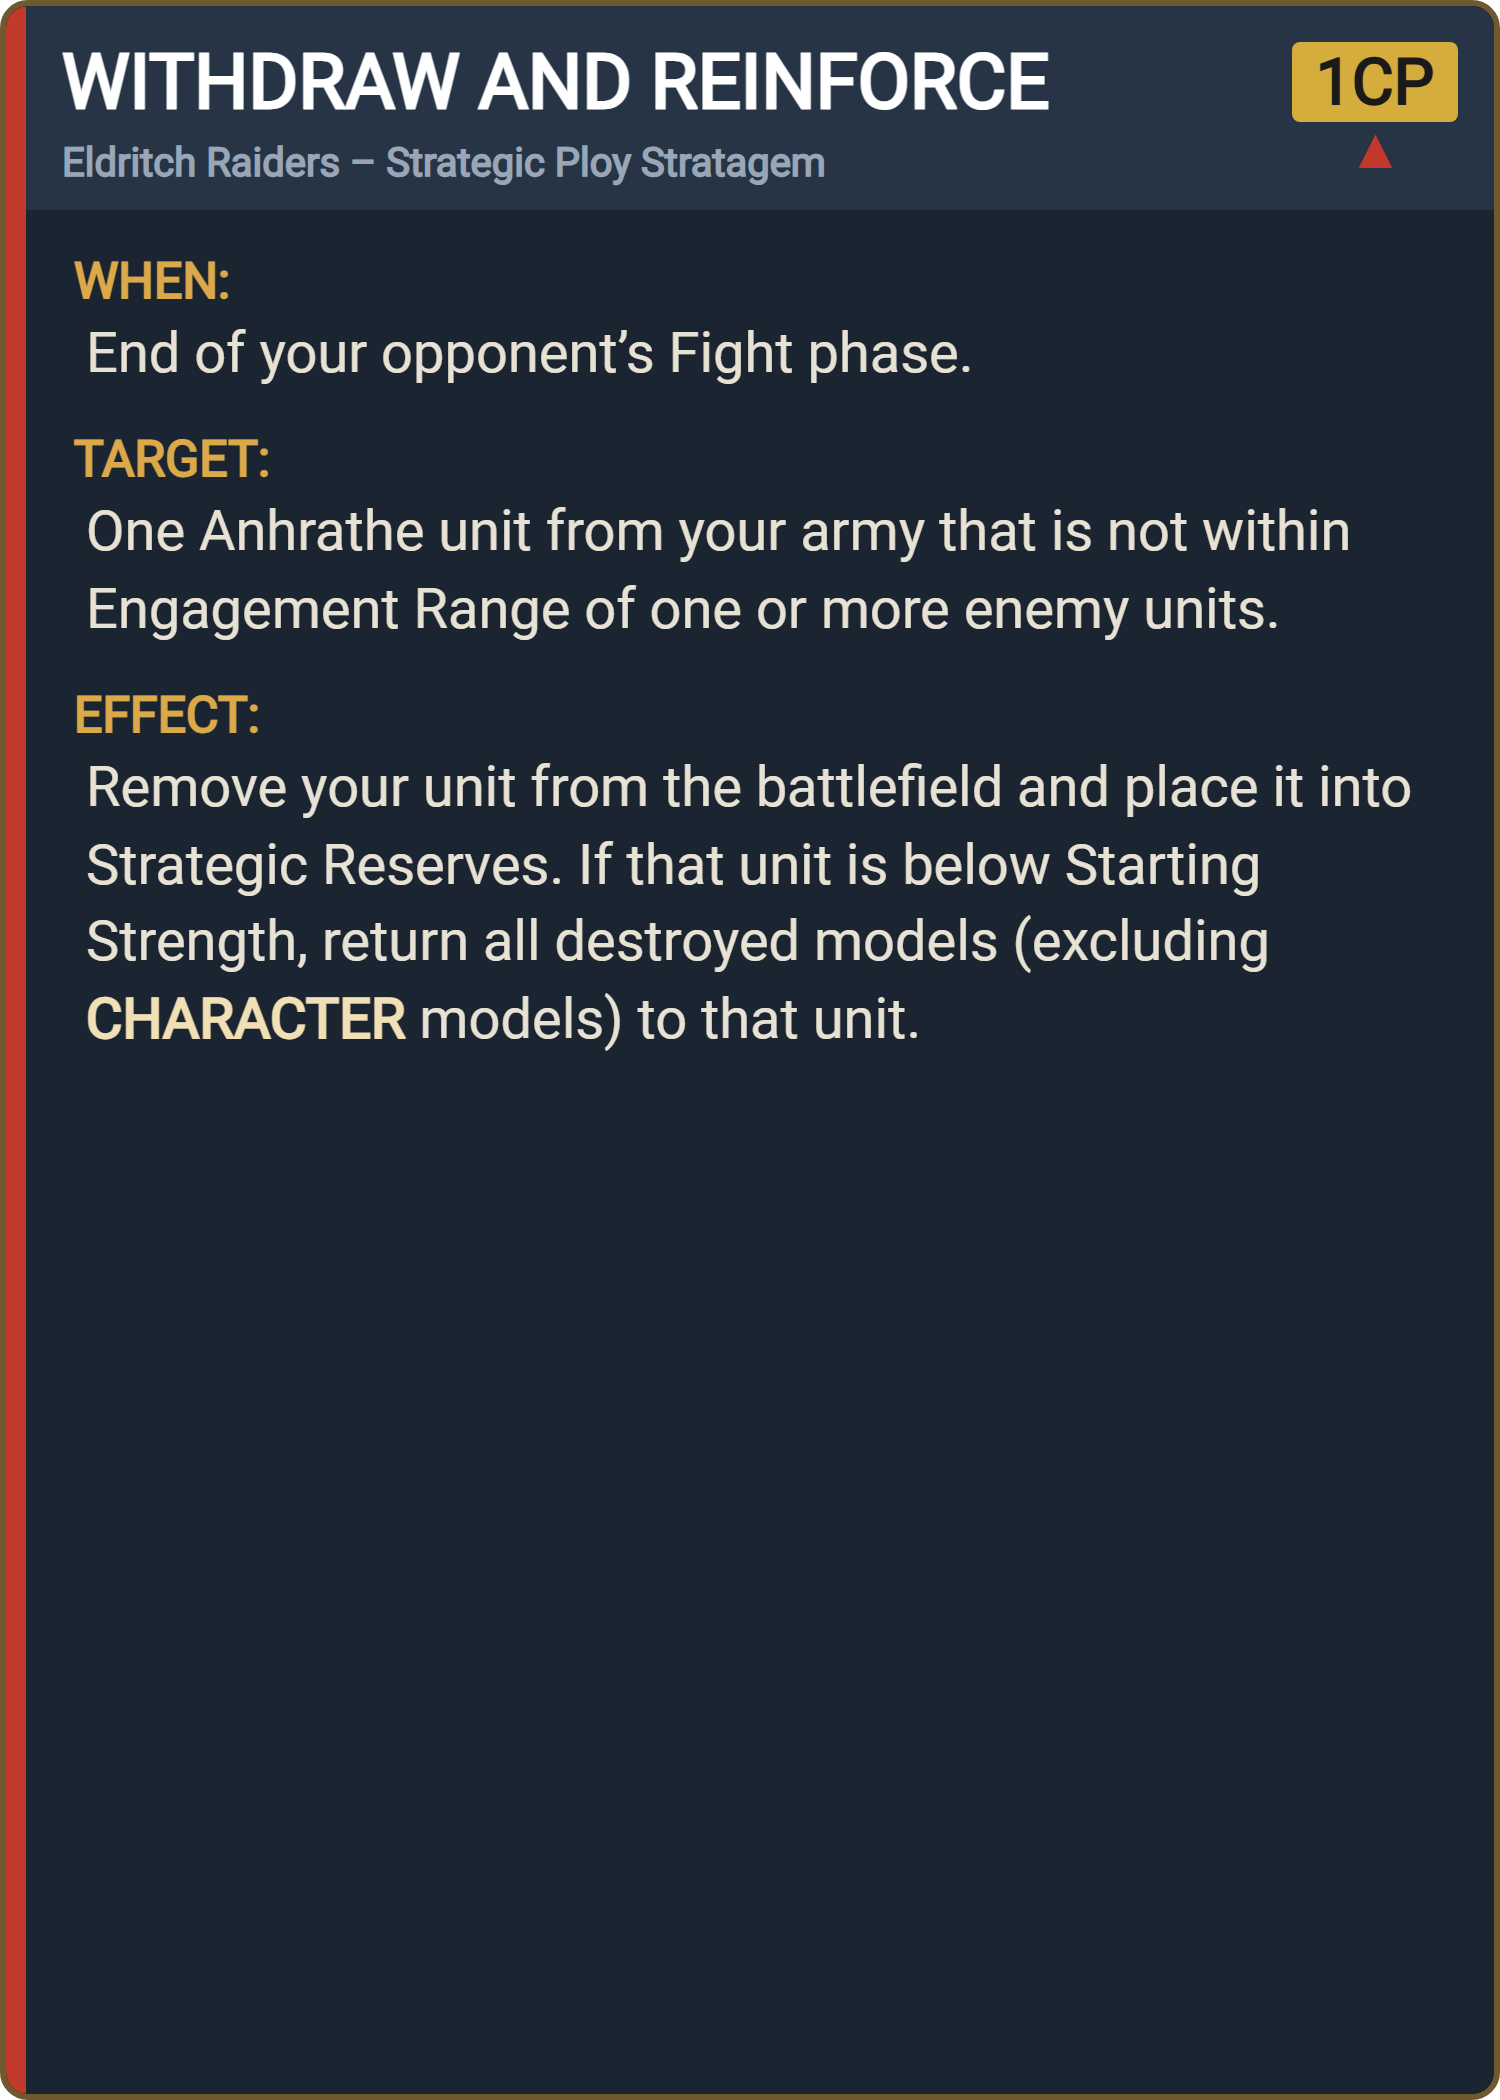 WITHDRAW AND REINFORCE
1CP
Eldritch Raiders – Strategic Ploy Stratagem
WHEN:
End of your opponent’s Fight phase.
TARGET:
One Anhrathe unit from your army that is not within
Engagement Range of one or more enemy units.
EFFECT:
Remove your unit from the battlefield and place it into
Strategic Reserves. If that unit is below Starting
Strength, return all destroyed models (excluding
CHARACTER models) to that unit.